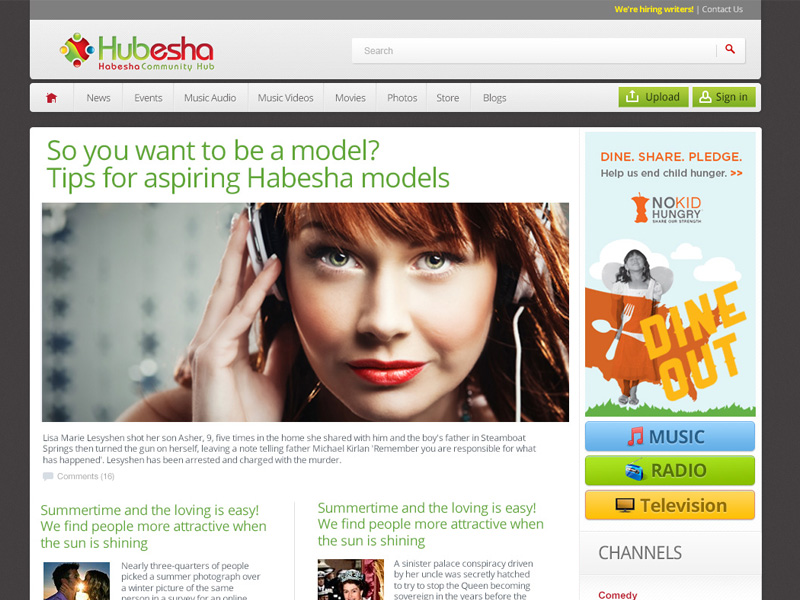 We're hiring writers! | Contact Us
Hubesha
Habesha Community Hub
Search
News Events Music Audio Music Videos Movies Photos Store Blogs Upload Sign in
So you want to be a model?
Tips for aspiring Habesha models
Lisa Marie Lesyshen shot her son Asher, 9, five times in the home she shared with him and the boy's father in Steamboat
Springs then turned the gun on herself, leaving a note telling father Michael Kirlan 'Remember you are responsible for what
has happened'. Lesyshen has been arrested and charged with the murder.
Comments (16)
Summertime and the loving is easy!
We find people more attractive when
the sun is shining
Nearly three-quarters of people
picked a summer photograph over
a winter picture of the same
person in a survey for an online
Summertime and the loving is easy!
We find people more attractive when
the sun is shining
A sinister palace conspiracy driven
by her uncle was secretly hatched
to try to stop the Queen becoming
sovereign in the years before the
DINE. SHARE. PLEDGE.
Help us end child hunger. >>
NOKID
HUNGRY
SHARE OUR STRENGTH
DINE
OUT
MUSIC
RADIO
Television
CHANNELS
Comedy